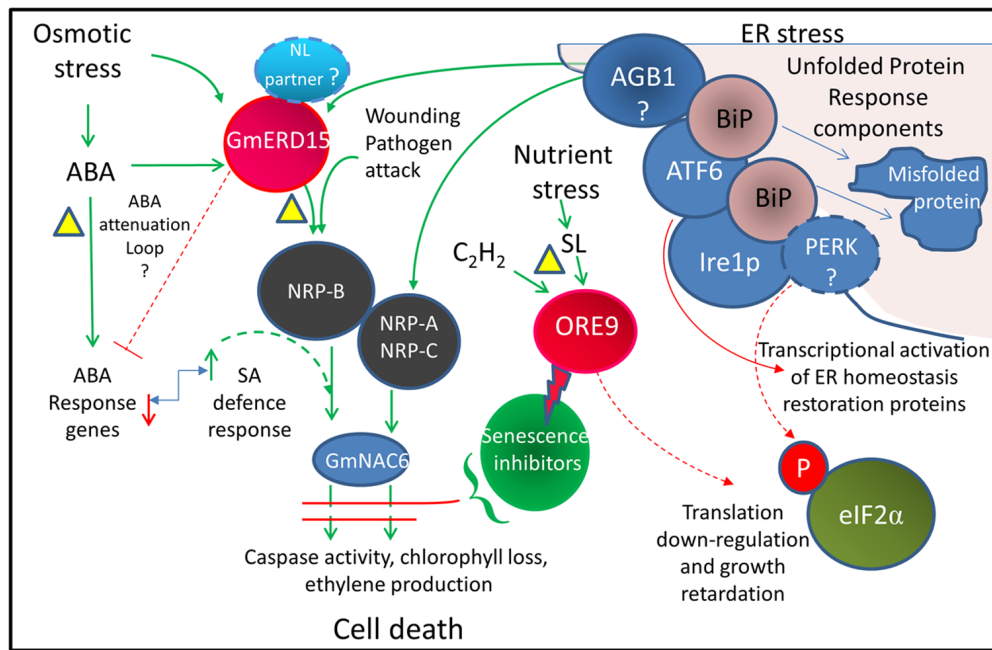 Osmotic
stress
ABA
ABA
attenuation
Loop
?
ABA
Response
genes
SA
defence
response
NL
partner ?
GmERD15
Wounding
Pathogen
attack
NRP-B
NRP-A
NRP-C
GmNAC6
Caspase activity, chlorophyll loss,
ethylene production
Cell death
Nutrient
stress
SL
C₂H₂
ORE9
Senescence
inhibitors
ER stress
Unfolded Protein
Response
components
AGB1
?
BiP
ATF6
BiP
Misfolded
protein
Ire1p
PERK
?
Transcriptional activation
of ER homeostasis
restoration proteins
P
eIF2α
Translation
down-regulation
and growth
retardation